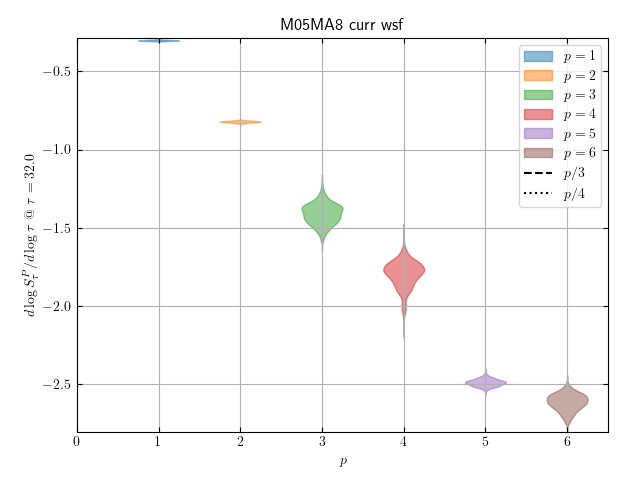 M05MA8 curr wsf
d log S_τ^P / d log τ @ τ = 32.0
−0.5
−1.0
−1.5
−2.0
−2.5
p = 1
p = 2
p = 3
p = 4
p = 5
p = 6
p/3
p/4
0 1 2 3 4 5 6
p